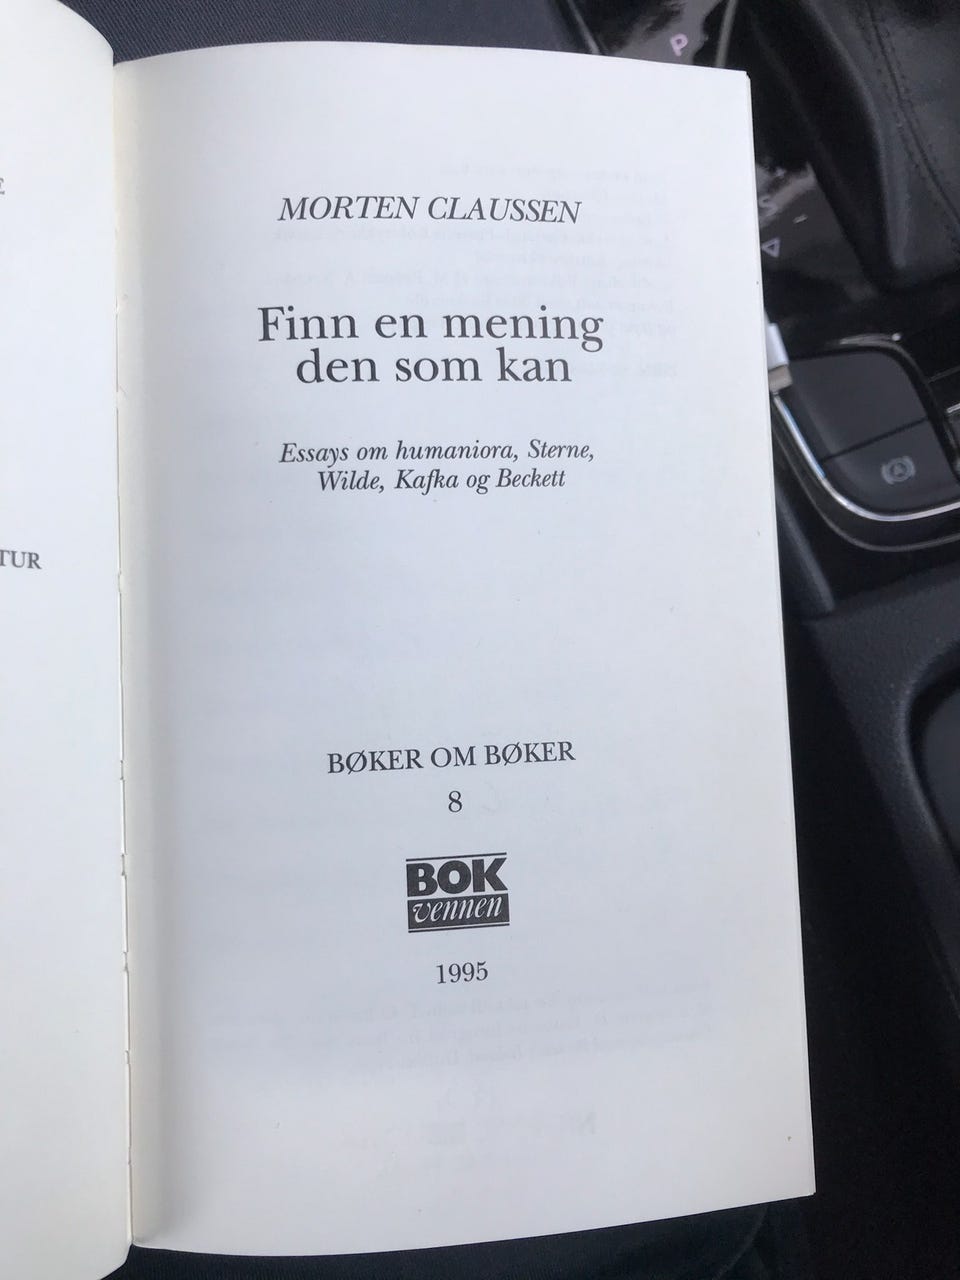 TUR
MORTEN CLAUSSEN
Finn en mening
den som kan
Essays om humaniora, Sterne,
Wilde, Kafka og Beckett
BØKER OM BØKER
8
BOK
vennen
1995
P